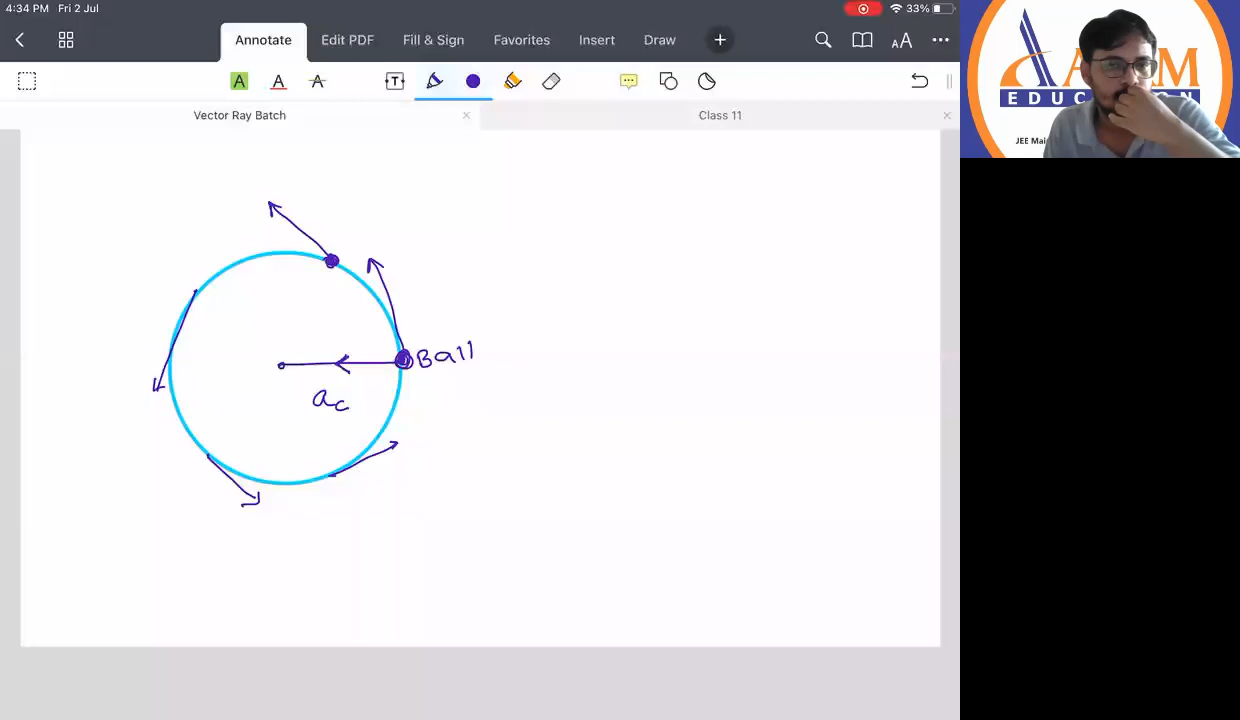 4:34 PM Fri 2 Jul
33%
Annotate
Edit PDF
Fill & Sign
Favorites
Insert
Draw
A A A
T
Vector Ray Batch
Class 11
Ball
ac
EDUC N
JEE Mai